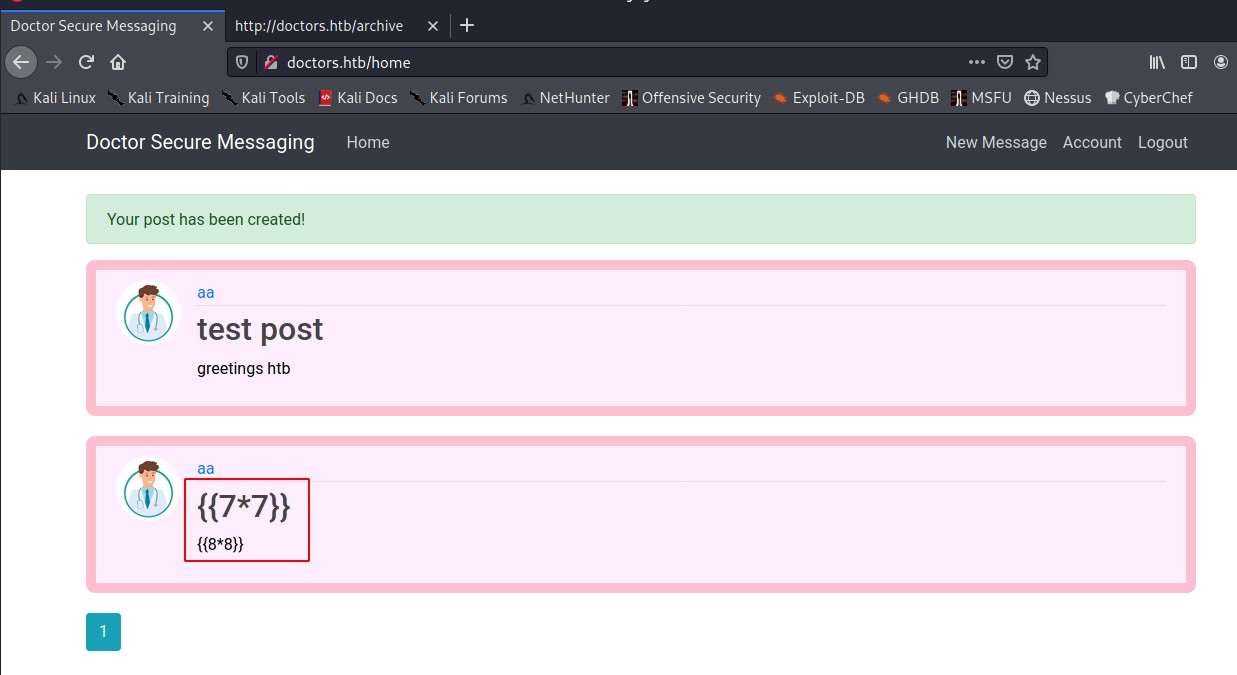 Doctor Secure Messaging http://doctors.htb/archive
doctors.htb/home
Kali Linux Kali Training Kali Tools Kali Docs Kali Forums NetHunter Offensive Security Exploit-DB GHDB MSFU Nessus CyberChef
Doctor Secure Messaging Home New Message Account Logout
Your post has been created!
aa
test post
greetings htb
aa
{{7*7}}
{{8*8}}
1